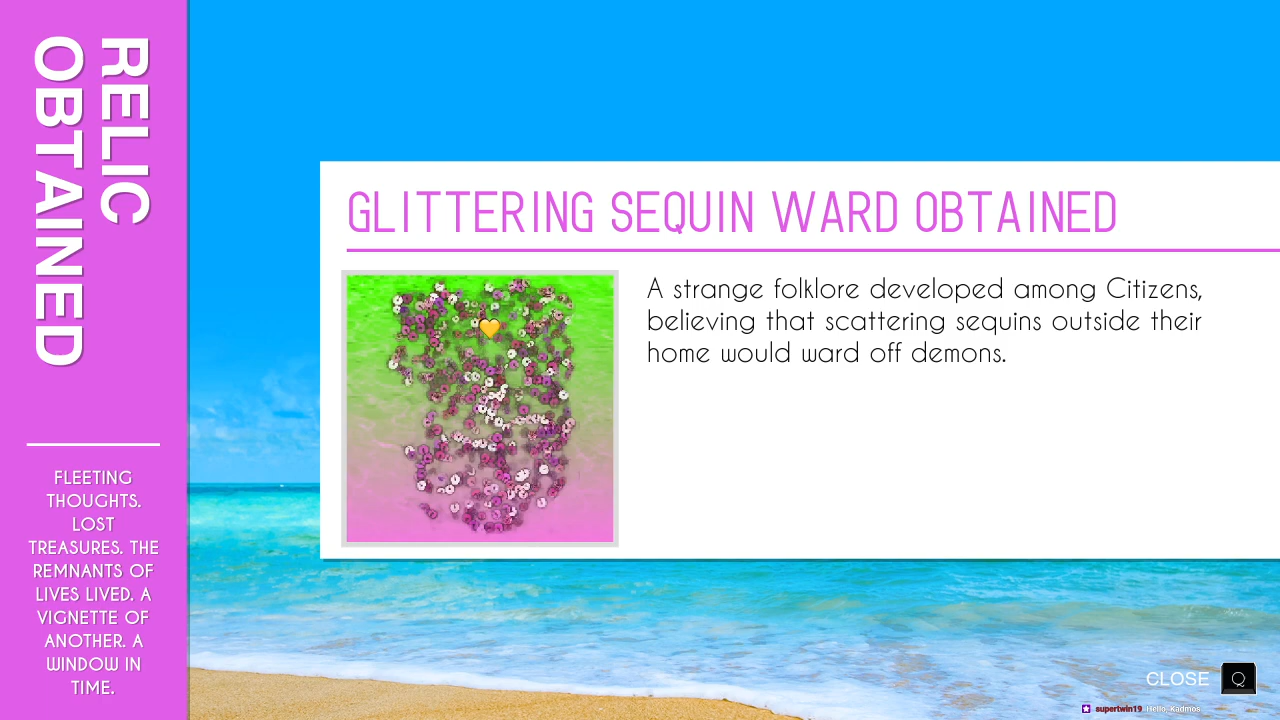 RELIC
OBTAINED
FLEETING
THOUGHTS.
LOST
TREASURES. THE
REMNANTS OF
LIVES LIVED. A
VIGNETTE OF
ANOTHER. A
WINDOW IN
TIME.
GLITTERING SEQUIN WARD OBTAINED
A strange folklore developed among Citizens,
believing that scattering sequins outside their
home would ward off demons.
CLOSE Q
supertwin19 Hello, Kadmos